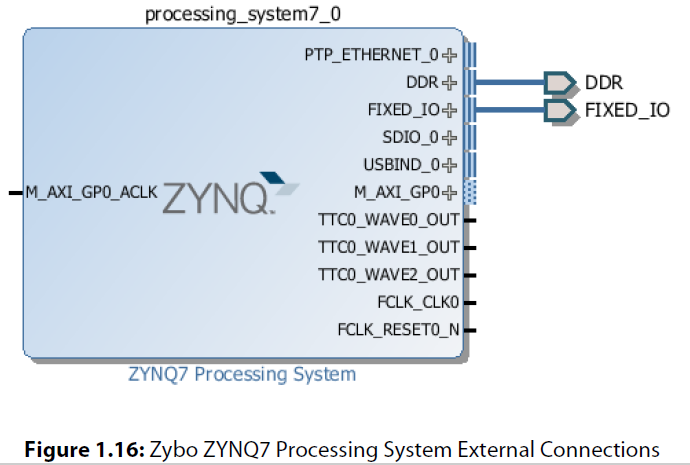 processing_system7_0
PTP_ETHERNET_0
DDR
DDR
FIXED_IO
FIXED_IO
SDIO_0
USBIND_0
M_AXI_GP0_ACLK
ZYNQ
M_AXI_GP0
TTC0_WAVE0_OUT
TTC0_WAVE1_OUT
TTC0_WAVE2_OUT
FCLK_CLK0
FCLK_RESET0_N
ZYNQ7 Processing System
Figure 1.16: Zybo ZYNQ7 Processing System External Connections